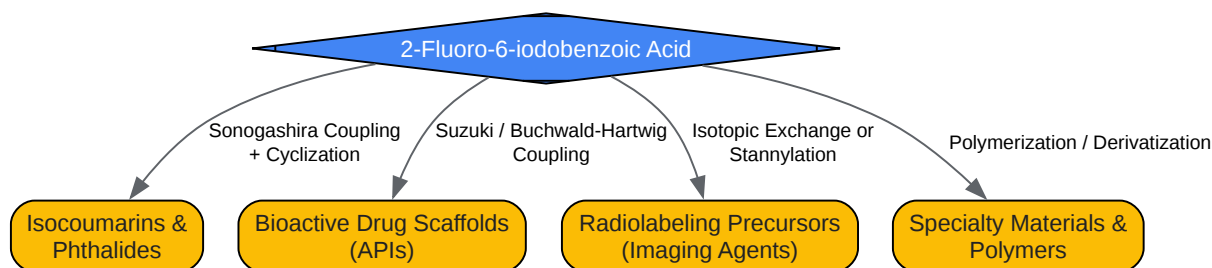 2-Fluoro-6-iodobenzoic Acid
Sonogashira Coupling
+ Cyclization
Suzuki / Buchwald-Hartwig
Coupling
Isotopic Exchange or
Stannylation
Polymerization / Derivatization
Isocoumarins &
Phthalides
Bioactive Drug Scaffolds
(APIs)
Radiolabeling Precursors
(Imaging Agents)
Specialty Materials &
Polymers